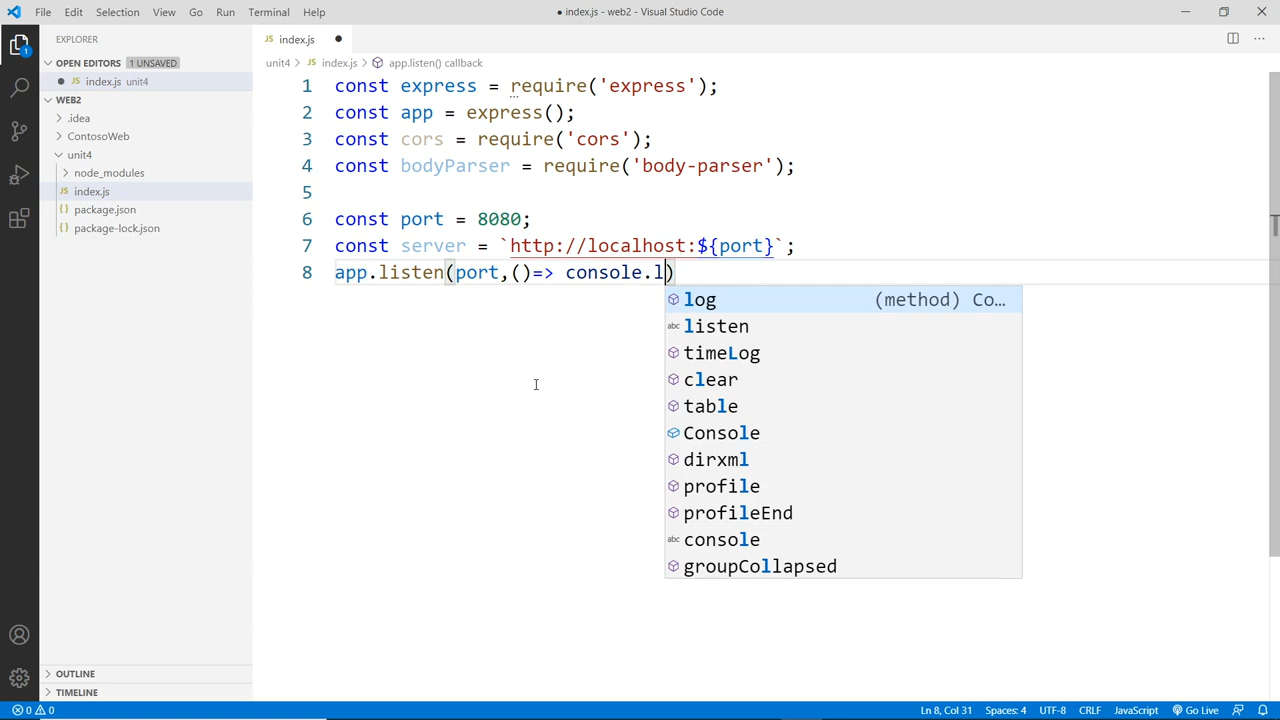 File Edit Selection View Go Run Terminal Help
● index.js - web2 - Visual Studio Code
EXPLORER
OPEN EDITORS 1 UNSAVED
JS index.js unit4
WEB2
.idea
ContosoWeb
unit4
node_modules
JS index.js
{} package.json
{} package-lock.json
OUTLINE
TIMELINE
1
JS index.js ●
unit4 > JS index.js > app.listen() callback
1 const express = require('express');
2 const app = express();
3 const cors = require('cors');
4 const bodyParser = require('body-parser');
5
6 const port = 8080;
7 const server = `http://localhost:${port}`;
8 app.listen(port,()=> console.l)
log (method) Co…
abc listen
timeLog
clear
table
Console
dirxml
profile
profileEnd
abc console
groupCollapsed
0 0 Ln 8, Col 31 Spaces: 4 UTF-8 CRLF JavaScript Go Live